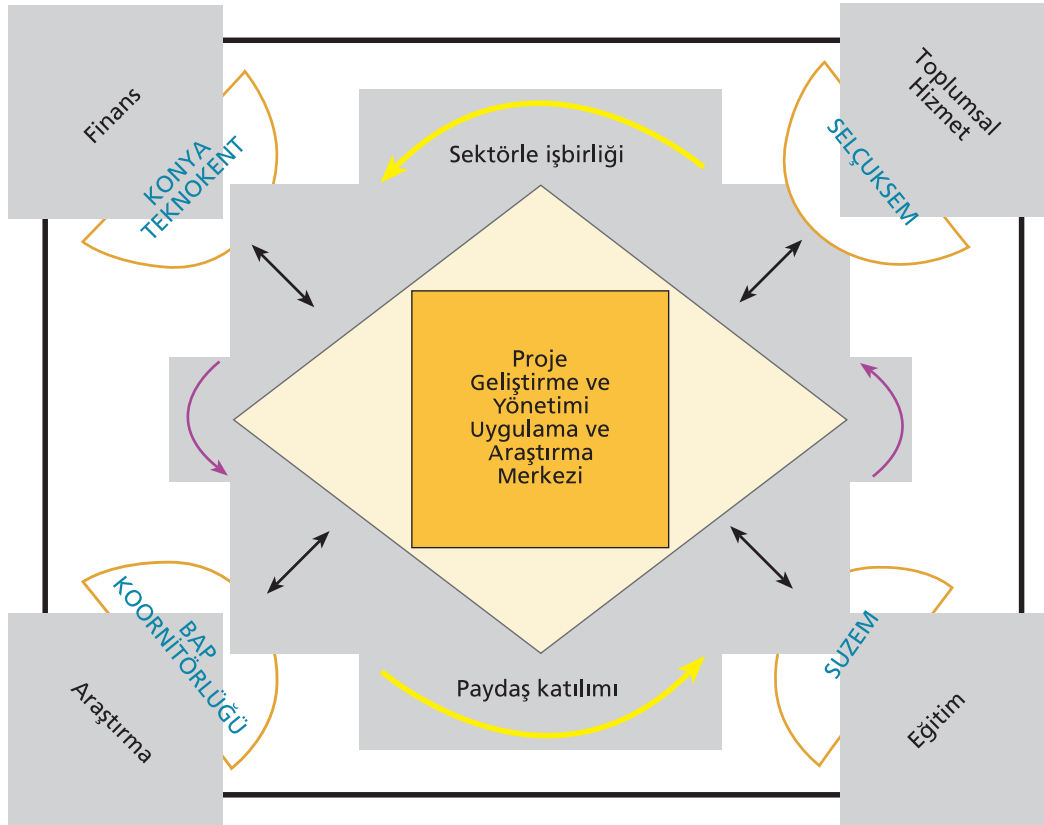 Finans
KONYA
TEKNOKENT
Sektörle işbirliği
Toplumsal
Hizmet
SELÇUKSEM
Proje
Geliştirme ve
Yönetimi
Uygulama ve
Araştırma
Merkezi
BAP
KOORNİTÖRLÜĞÜ
Araştırma
Paydaş katılımı
SUZEM
Eğitim